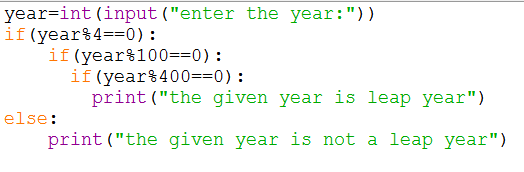 year=int(input("enter the year:"))
if(year%4==0):
    if(year%100==0):
      if(year%400==0):
        print("the given year is leap year")
else:
    print("the given year is not a leap year")